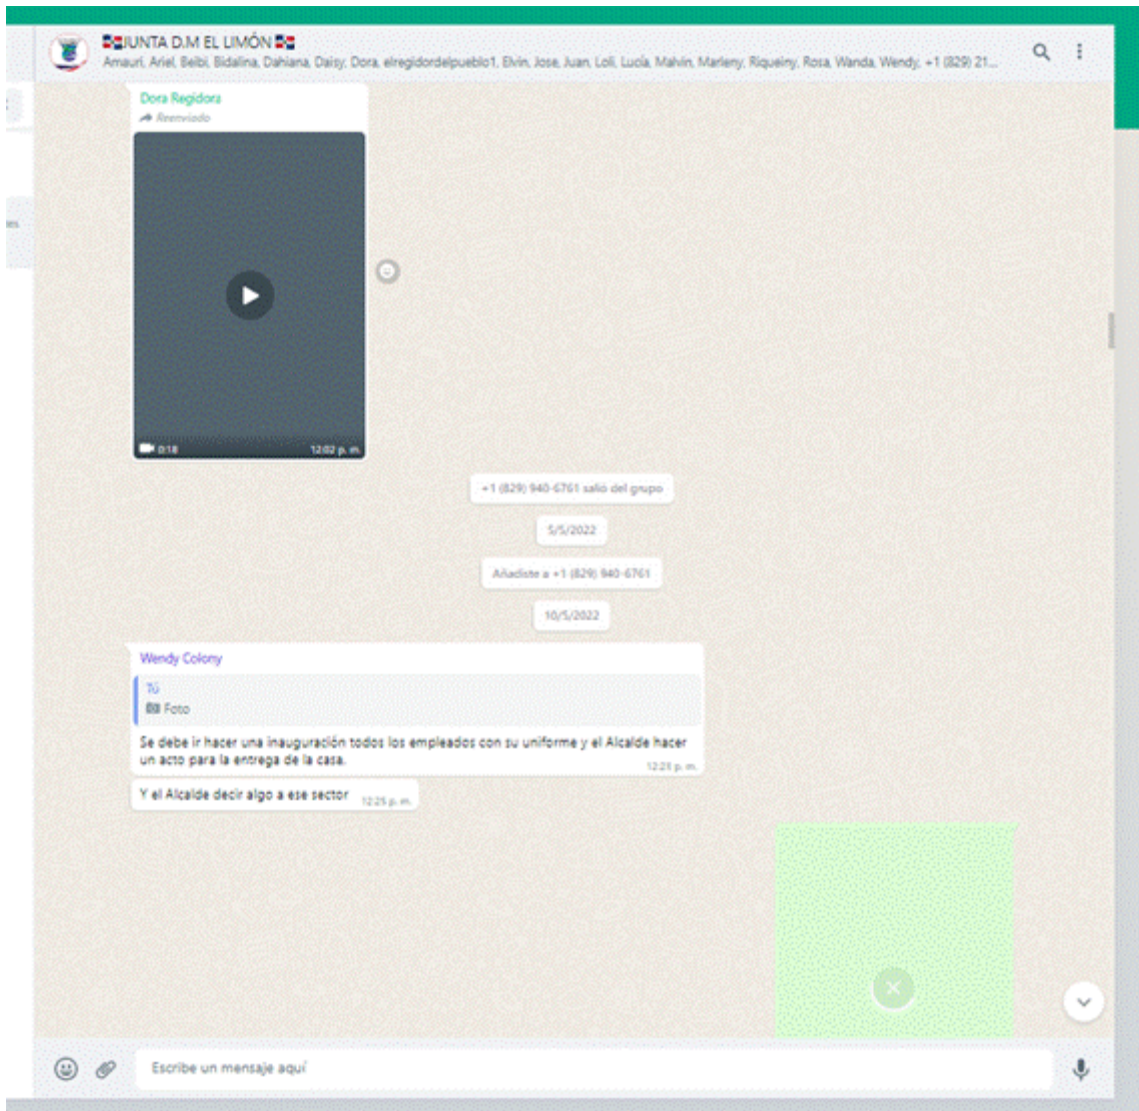 JUNTA D.M EL LIMÓN
Amauri, Ariel, Beibi, Bidalina, Dahiana, Daisy, Dora, elregidordelpueblo1, Elvin, Jose, Juan, Loli, Lucía, Malvin, Marleny, Riqueiny, Rosa, Wanda, Wendy, +1 (829) 21...
Dora Regidora
Reenviado
0:18 12:02 p. m.
+1 (829) 940-6761 salió del grupo
5/5/2022
Añadiste a +1 (829) 940-6761
10/5/2022
Wendy Colony
Tú
Foto
Se debe ir hacer una inauguración todos los empleados con su uniforme y el Alcalde hacer
un acto para la entrega de la casa.
p. m.
Y el Alcalde decir algo a ese sector 12:25 p. m.
Escribe un mensaje aquí